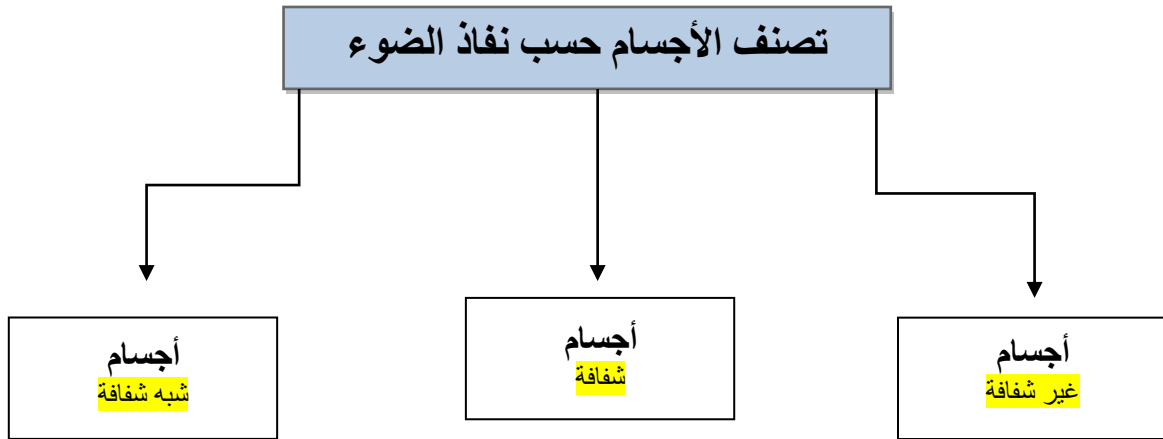 تصنف الأجسام حسب نفاذ الضوء
أجسام
غير شفافة
أجسام
شفافة
أجسام
شبه شفافة